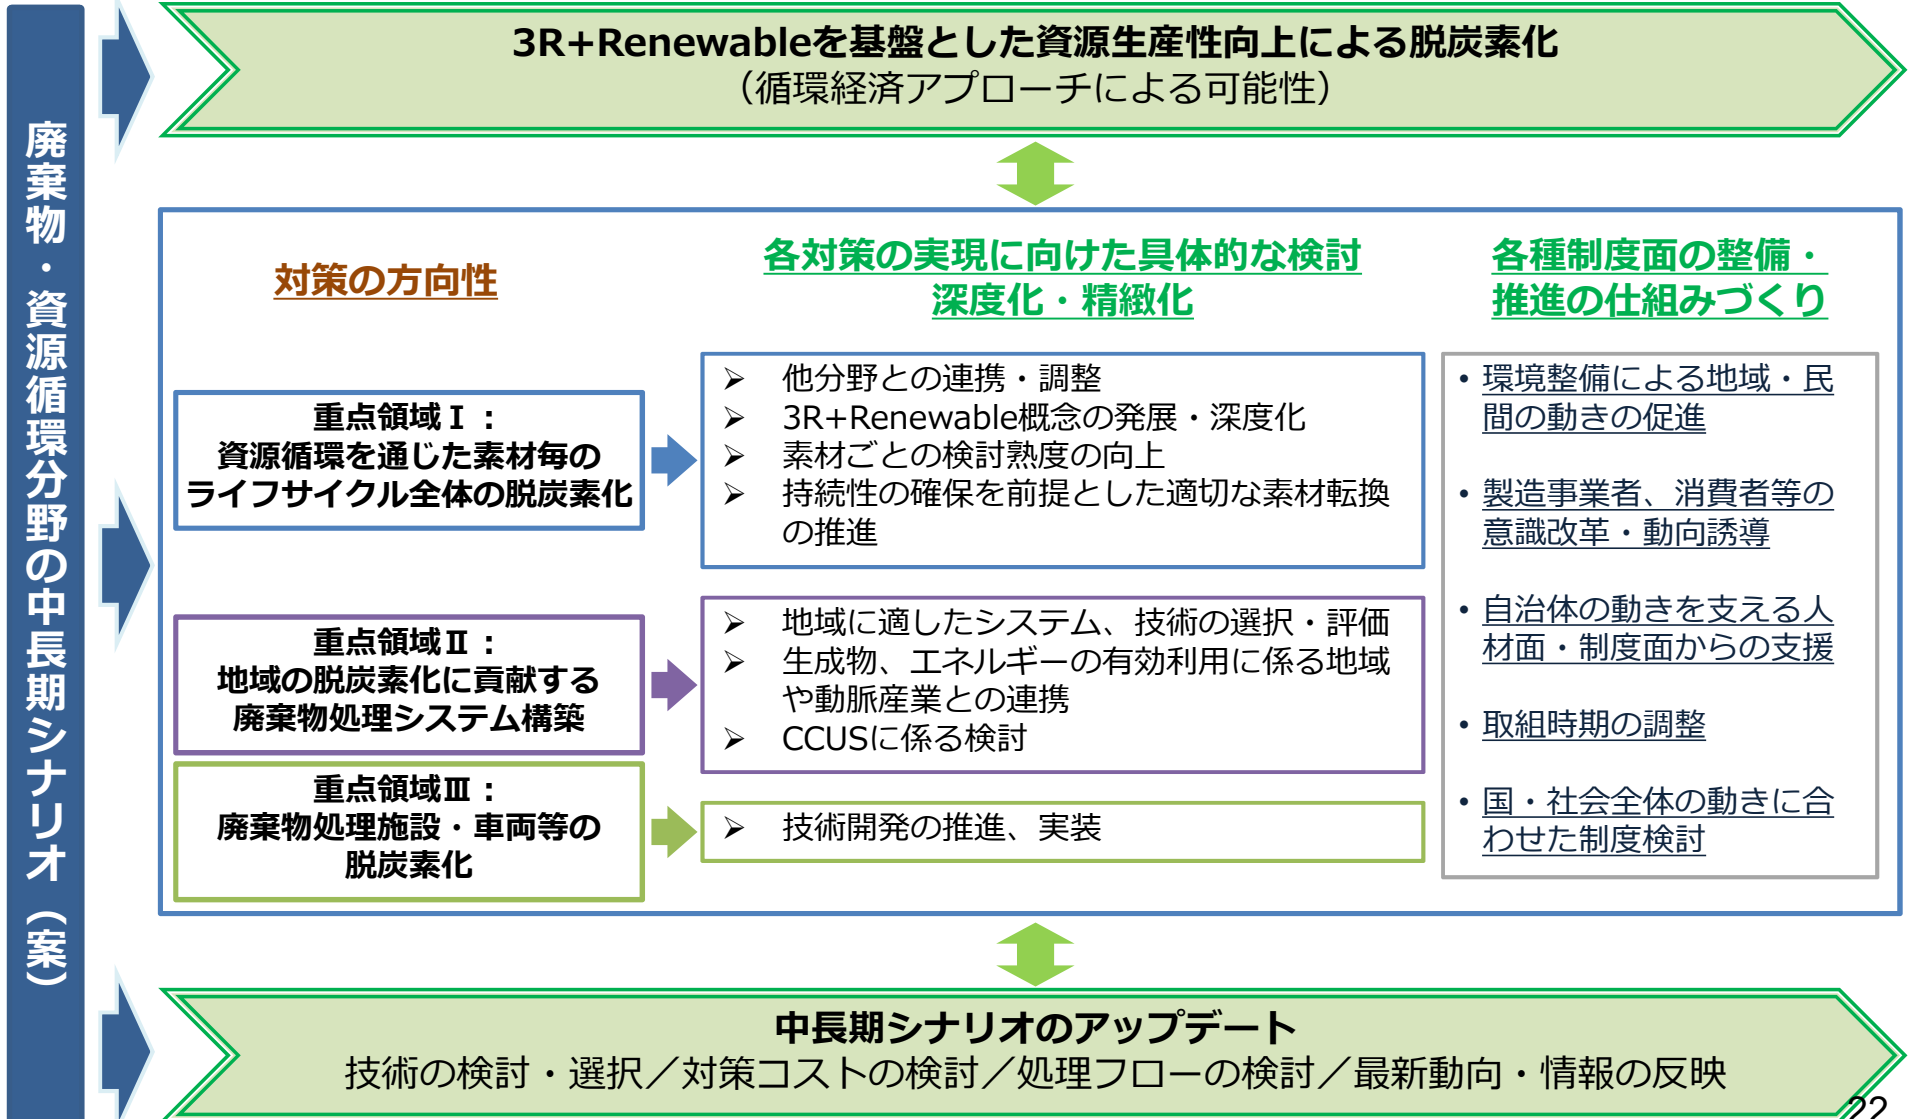 廃棄物・資源循環分野の中長期シナリオ（案）
3R+Renewableを基盤とした資源生産性向上による脱炭素化
（循環経済アプローチによる可能性）
対策の方向性
各対策の実現に向けた具体的な検討
深度化・精緻化
各種制度面の整備・
推進の仕組みづくり
重点領域Ⅰ：
資源循環を通じた素材毎の
ライフサイクル全体の脱炭素化
➢ 他分野との連携・調整
➢ 3R+Renewable概念の発展・深度化
➢ 素材ごとの検討熟度の向上
➢ 持続性の確保を前提とした適切な素材転換
の推進
重点領域Ⅱ：
地域の脱炭素化に貢献する
廃棄物処理システム構築
➢ 地域に適したシステム、技術の選択・評価
➢ 生成物、エネルギーの有効利用に係る地域
や動脈産業との連携
➢ CCUSに係る検討
重点領域Ⅲ：
廃棄物処理施設・車両等の
脱炭素化
➢ 技術開発の推進、実装
• 環境整備による地域・民
間の動きの促進
• 製造事業者、消費者等の
意識改革・動向誘導
• 自治体の動きを支える人
材面・制度面からの支援
• 取組時期の調整
• 国・社会全体の動きに合
わせた制度検討
中長期シナリオのアップデート
技術の検討・選択／対策コストの検討／処理フローの検討／最新動向・情報の反映
22